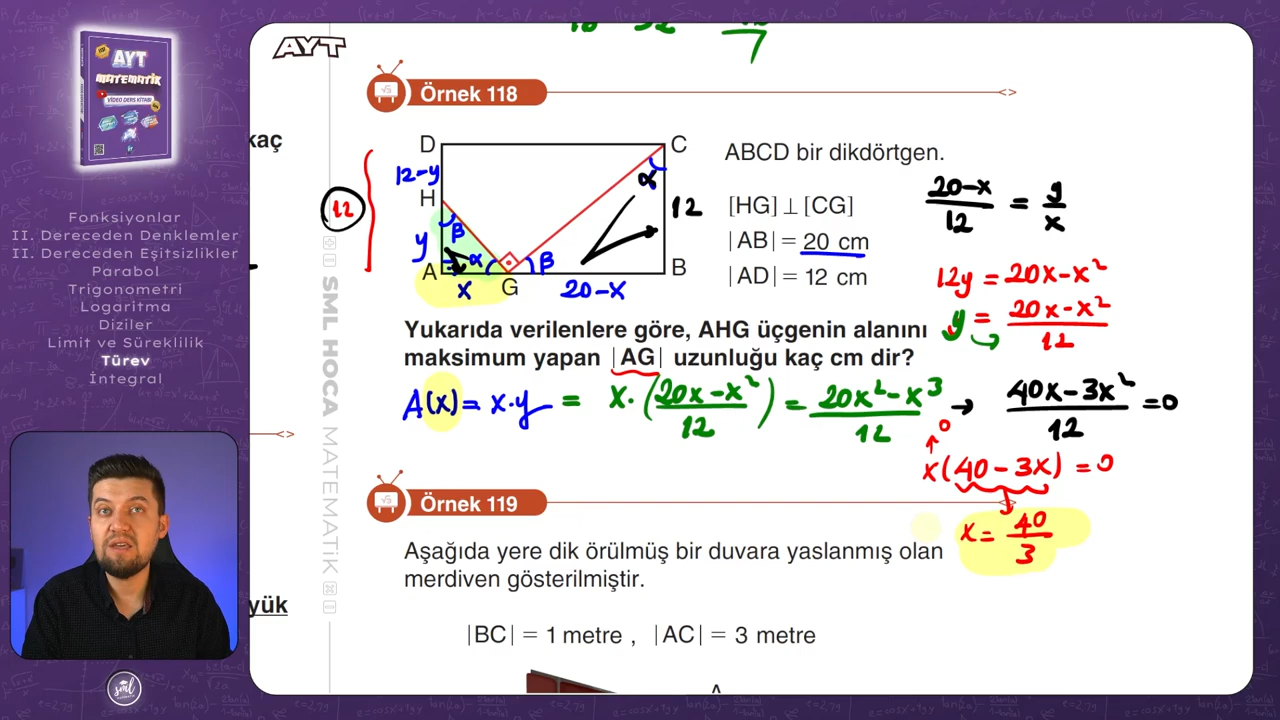 AYT
MATEMATİK
VİDEO DERS KİTABI
kaç
Fonksiyonlar
II. Dereceden Denklemler
II. Dereceden Eşitsizlikler
Parabol
Trigonometri
Logaritma
Diziler
Limit ve Süreklilik
Türev
İntegral
yük
sml
SML HOCA MATEMATİK
AYT
7
Örnek 118
D
C
12-y
H
α
12
12
y
β
α
β
A
x
G
20-x
B
ABCD bir dikdörtgen.
[HG] ⊥ [CG]
|AB| = 20 cm
|AD| = 12 cm
20-x/12 = y/x
12y = 20x-x²
y = 20x-x²/12
Yukarıda verilenlere göre, AHG üçgenin alanını
maksimum yapan |AG| uzunluğu kaç cm dir?
A(x) = x.y = x.(20x-x²/12) = 20x²-x³/12 → 40x-3x²/12 = 0
0
x(40-3x) = 0
x = 40/3
Örnek 119
Aşağıda yere dik örülmüş bir duvara yaslanmış olan
merdiven gösterilmiştir.
|BC| = 1 metre , |AC| = 3 metre
A